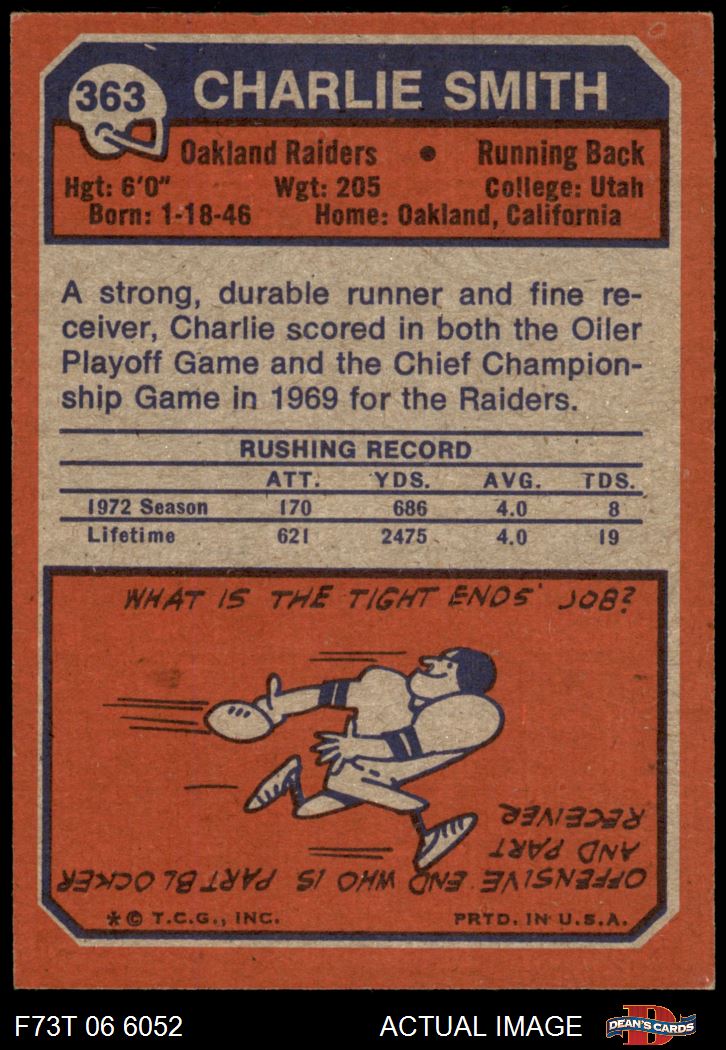 363
CHARLIE SMITH
Oakland Raiders • Running Back
Hgt: 6'0" Wgt: 205 College: Utah
Born: 1-18-46 Home: Oakland, California
A strong, durable runner and fine re-
ceiver, Charlie scored in both the Oiler
Playoff Game and the Chief Champion-
ship Game in 1969 for the Raiders.
RUSHING RECORD
ATT. YDS. AVG. TDS.
1972 Season 170 686 4.0 8
Lifetime 621 2475 4.0 19
WHAT IS THE TIGHT ENDS' JOB?
OFFENSIVE END WHO IS PART BLOCKER
AND PART
RECEIVER
* © T.C.G., INC. PRTD. IN U.S.A.
F73T 06 6052 ACTUAL IMAGE
D
DEAN'S CARDS